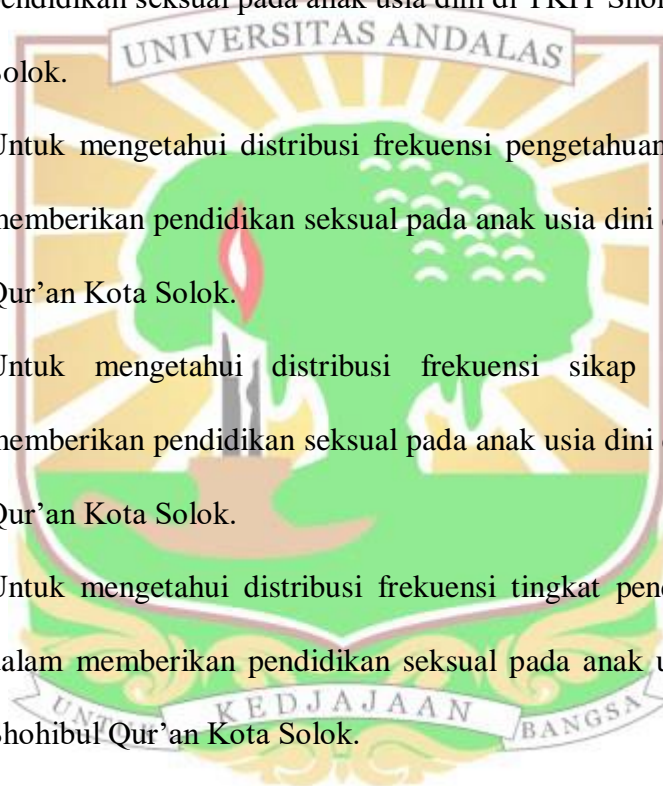 pendidikan seksual pada anak usia dini di TKIT
UNIVERSITAS ANDALAS
Solok.
Untuk mengetahui distribusi frekuensi pengetahuan
memberikan pendidikan seksual pada anak usia dini
Qur'an Kota Solok.
Untuk mengetahui distribusi frekuensi sikap
memberikan pendidikan seksual pada anak usia dini
Qur'an Kota Solok.
Untuk mengetahui distribusi frekuensi tingkat
dalam memberikan pendidikan seksual pada anak
UNTUK KEDJAJAAN BANGSA
Shohibul Qur'an Kota Solok.